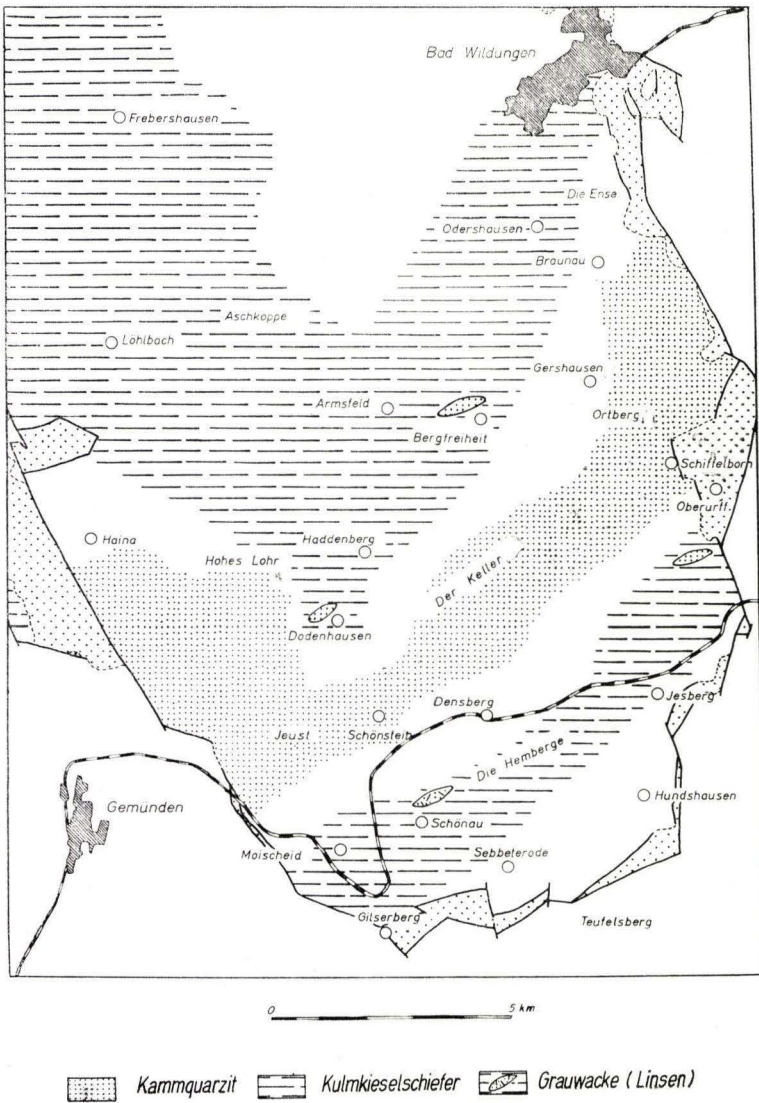 Bad Wildungen
Frebershausen
Die Ense
Odershausen
Braunau
Aschkoppe
Löhlbach
Gershausen
Armsfeld
Ortberg
Bergfreiheit
Schiffelborn
Oberurff.
Haina
Haddenberg
Hohes Lohr
Der Keller
Dodenhausen
Jesberg
Densberg
Jeust
Schönstein
Die Hemberge
Hundshausen
Gemünden
Schönau
Moischeid
Sebbeterode
Gilserberg
Teufelsberg
0 5 km
Kammquarzit Kulmkieselschiefer Grauwacke (Linsen)